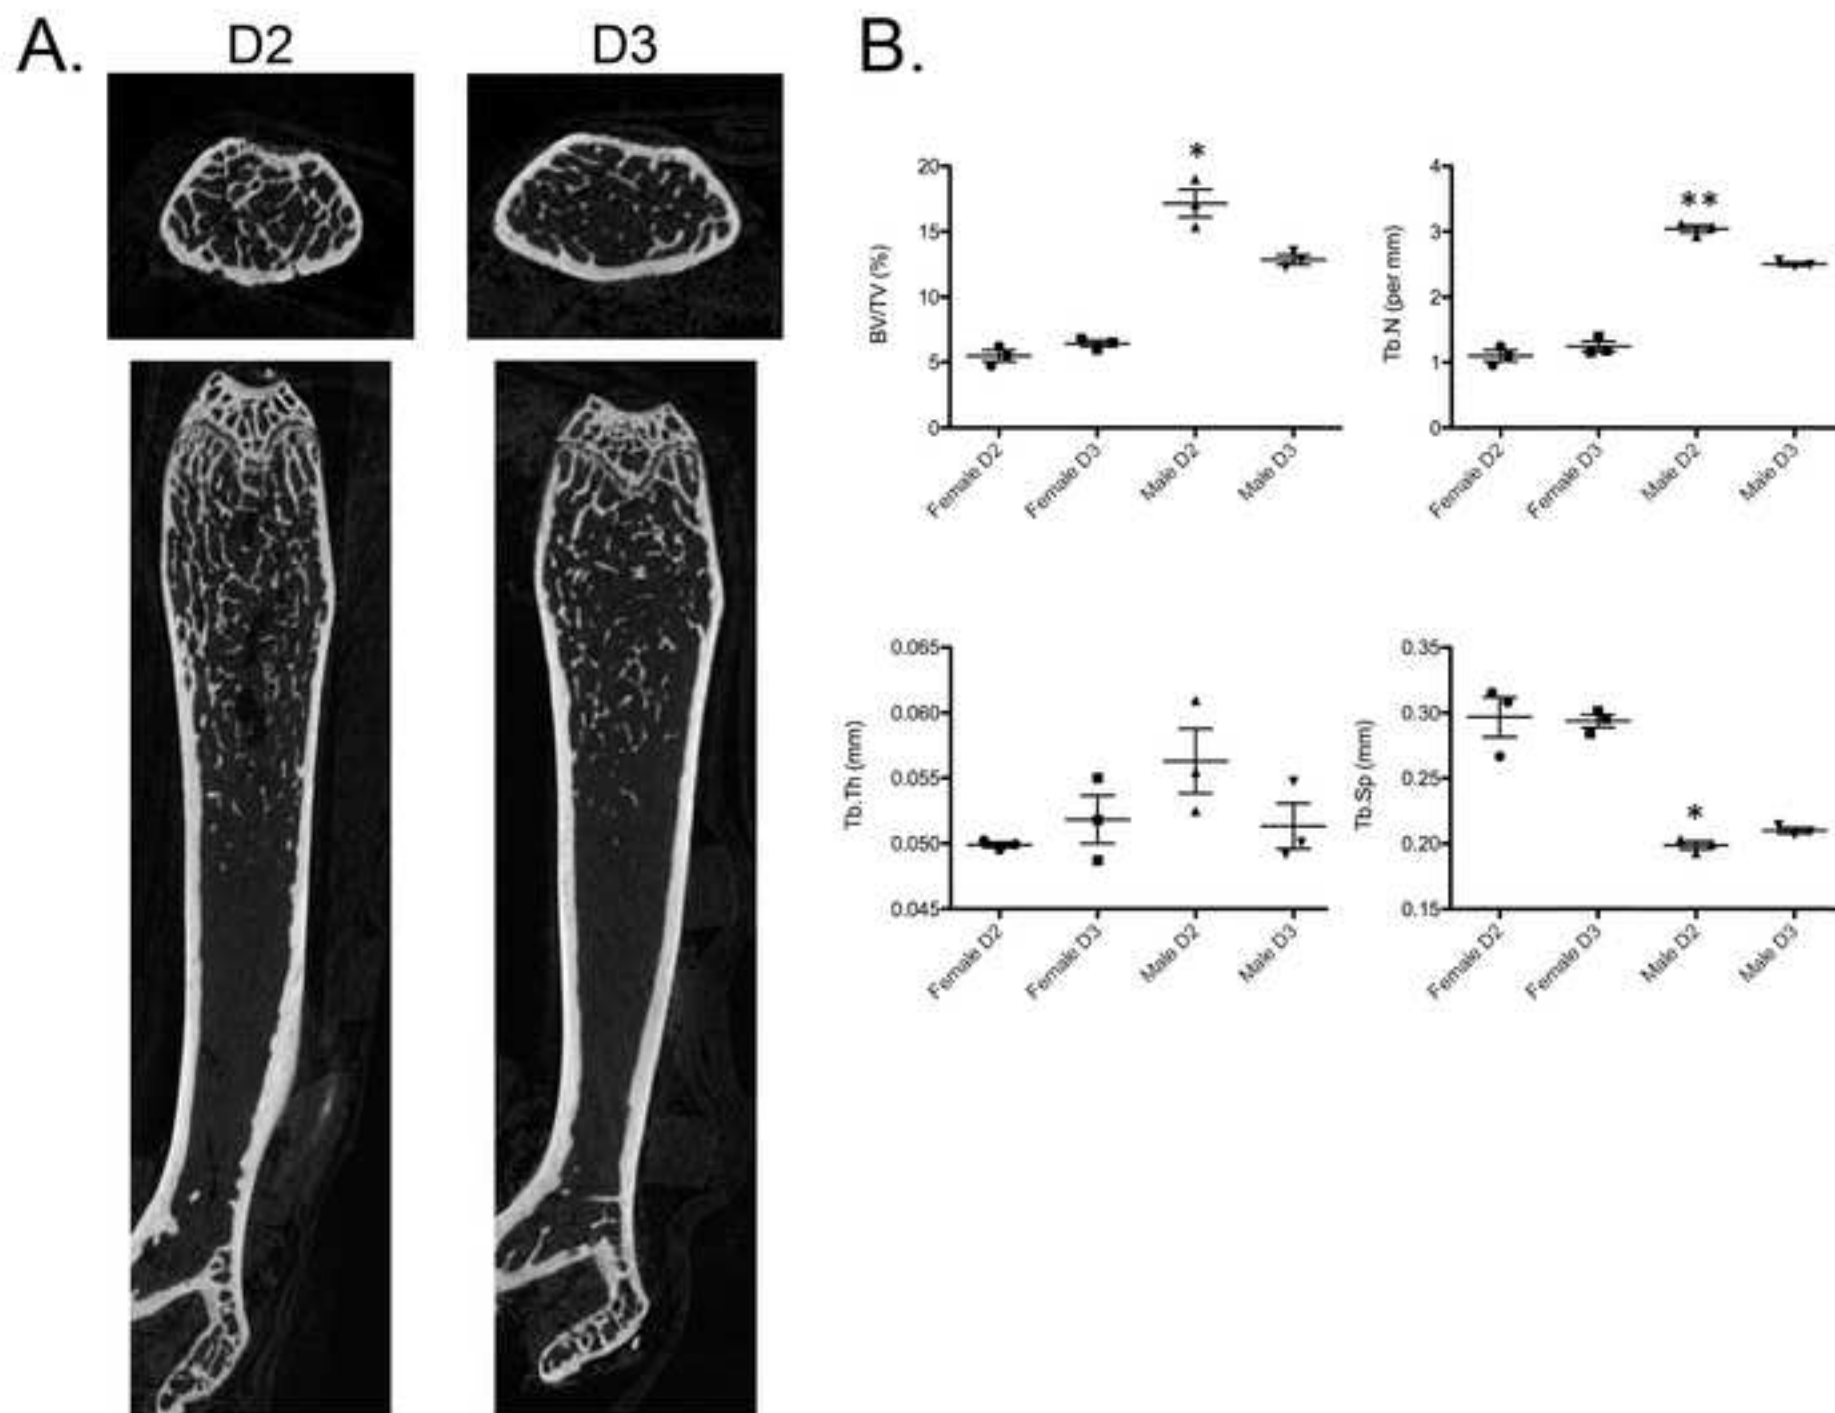 A.
D2
D3
B.
*
20
15
10
5
0
BV/TV (%)
Female D2
Female D3
Male D2
Male D3
**
4
3
2
1
0
Tb.N (per mm)
Female D2
Female D3
Male D2
Male D3
0.065
0.060
0.055
0.050
0.045
Tb.Th (mm)
Female D2
Female D3
Male D2
Male D3
*
0.35
0.30
0.25
0.20
0.15
Tb.Sp (mm)
Female D2
Female D3
Male D2
Male D3